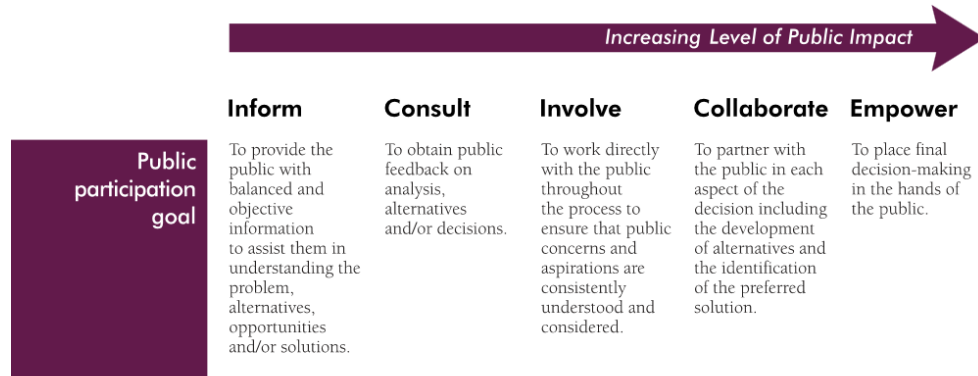 Increasing Level of Public Impact
Inform
Consult
Involve
Collaborate
Empower
Public
participation
goal
To provide the
public with
balanced and
objective
information
to assist them in
understanding the
problem,
alternatives,
opportunities
and/or solutions.
To obtain public
feedback on
analysis,
alternatives
and/or decisions.
To work directly
with the public
throughout
the process to
ensure that public
concerns and
aspirations are
consistently
understood and
considered.
To partner with
the public in each
aspect of the
decision including
the development
of alternatives and
the identification
of the preferred
solution.
To place final
decision-making
in the hands of
the public.